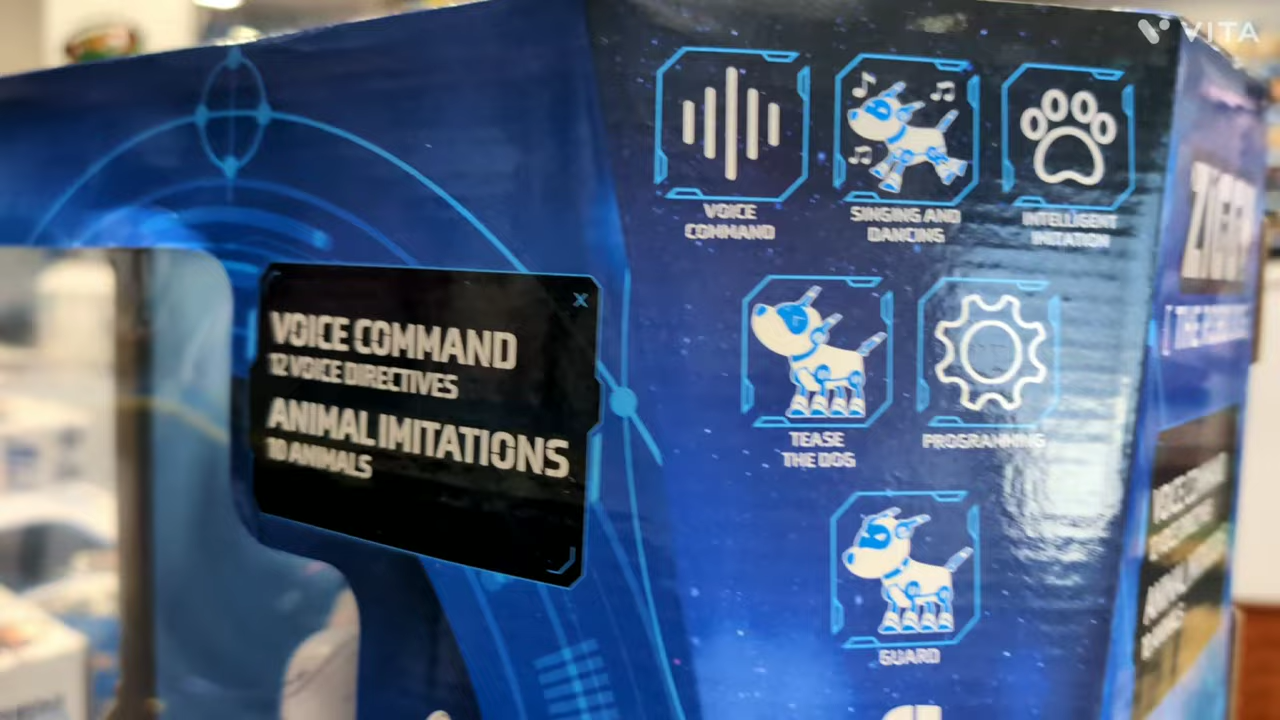 VITA
VOICE
COMMAND
SINGING AND
DANCING
INTELLIGENT
IMITATION
VOICE COMMAND
12 VOICE DIRECTIVES
ANIMAL IMITATIONS
10 ANIMALS
TEASE
THE DOG
PROGRAMMING
GUARD